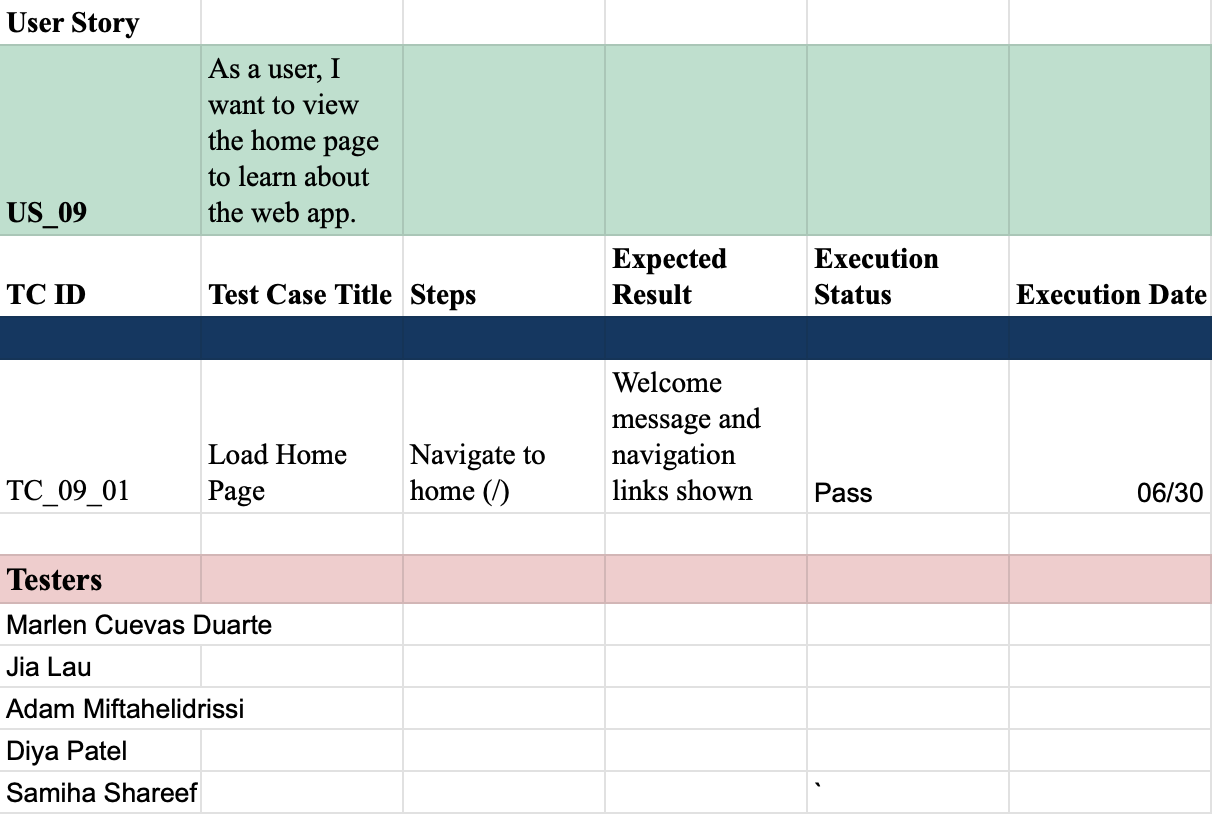 User Story
As a user, I
want to view
the home page
to learn about
US_09 the web app.
Expected Execution
TC ID Test Case Title Steps Result Status Execution Date
Welcome
message and
Load Home Navigate to navigation
TC_09_01 Page home (/) links shown Pass 06/30
Testers
Marlen Cuevas Duarte
Jia Lau
Adam Miftahelidrissi
Diya Patel
Samiha Shareef `